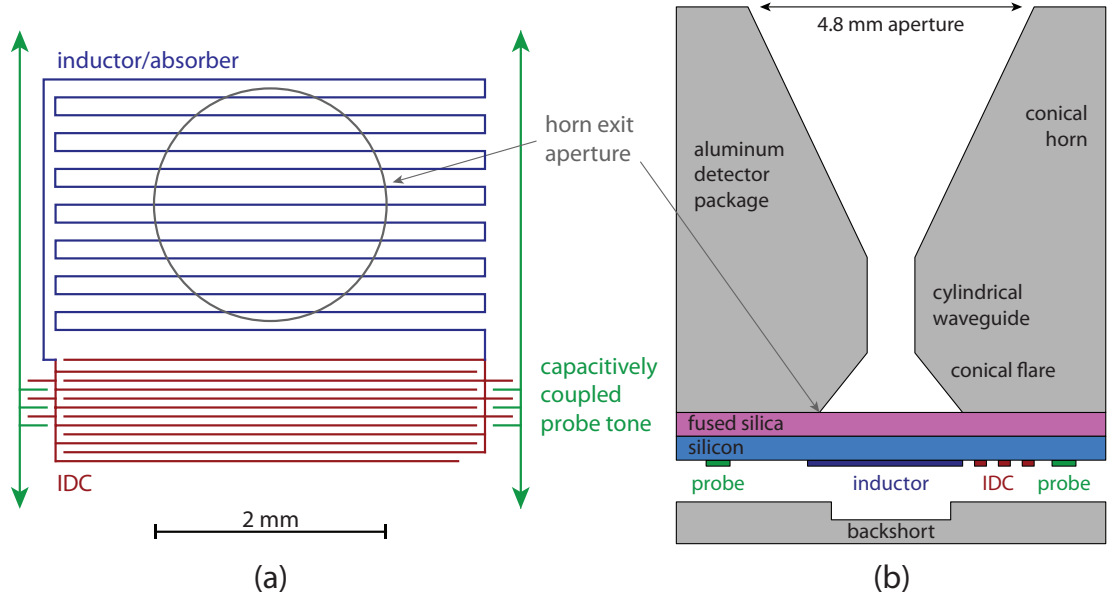 inductor/absorber
horn exit
aperture
capacitively
coupled
probe tone
IDC
2 mm
(a)
4.8 mm aperture
conical
horn
aluminum
detector
package
cylindrical
waveguide
conical flare
fused silica
silicon
probe
inductor
IDC
probe
backshort
(b)